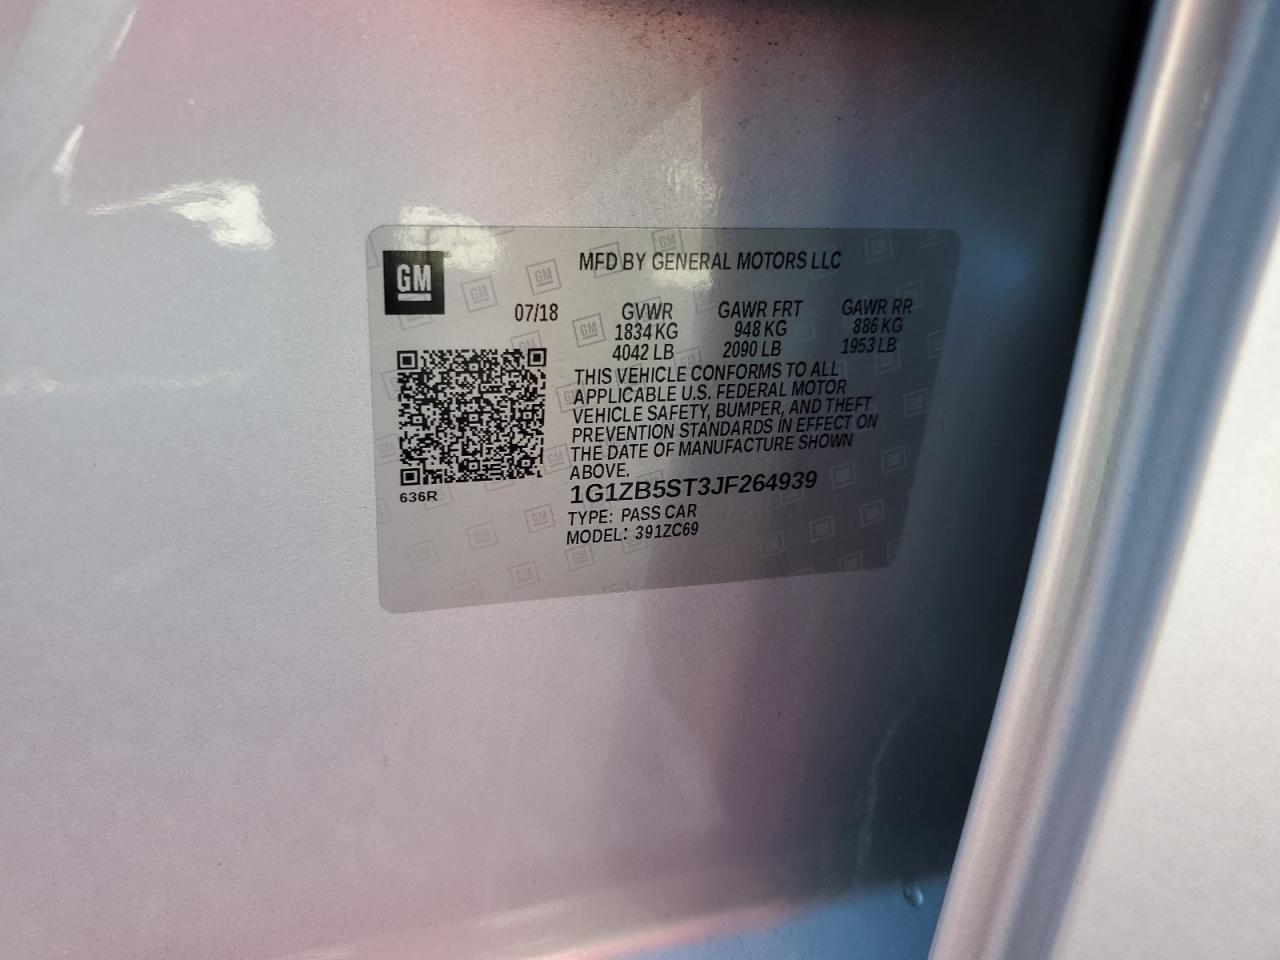 GM
MFD BY GENERAL MOTORS LLC
07/18 GVWR GAWR FRT GAWR RR
1834 KG 948 KG 886 KG
4042 LB 2090 LB 1953 LB
THIS VEHICLE CONFORMS TO ALL
APPLICABLE U.S. FEDERAL MOTOR
VEHICLE SAFETY, BUMPER, AND THEFT
PREVENTION STANDARDS IN EFFECT ON
THE DATE OF MANUFACTURE SHOWN
ABOVE.
636R
1G1ZB5ST3JF264939
TYPE: PASS CAR
MODEL: 391ZC69